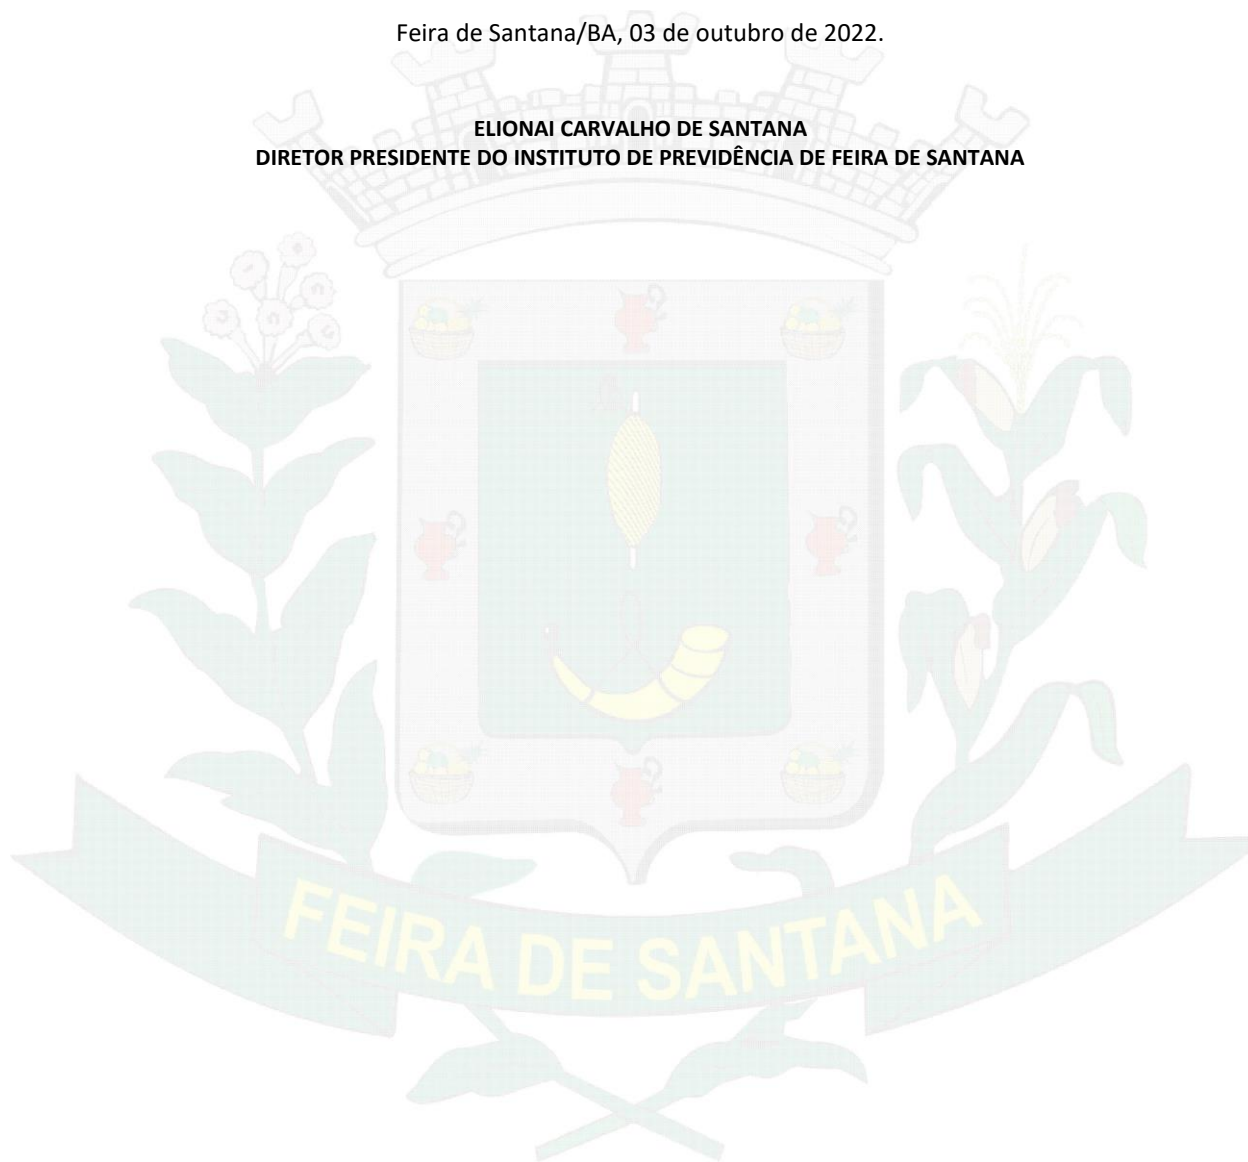 Feira de Santana/BA, 03 de outubro de 2022.
ELIONAI CARVALHO DE SANTANA
DIRETOR PRESIDENTE DO INSTITUTO DE PREVIDÊNCIA DE FEIRA DE SANTANA
FEIRA DE SANTANA